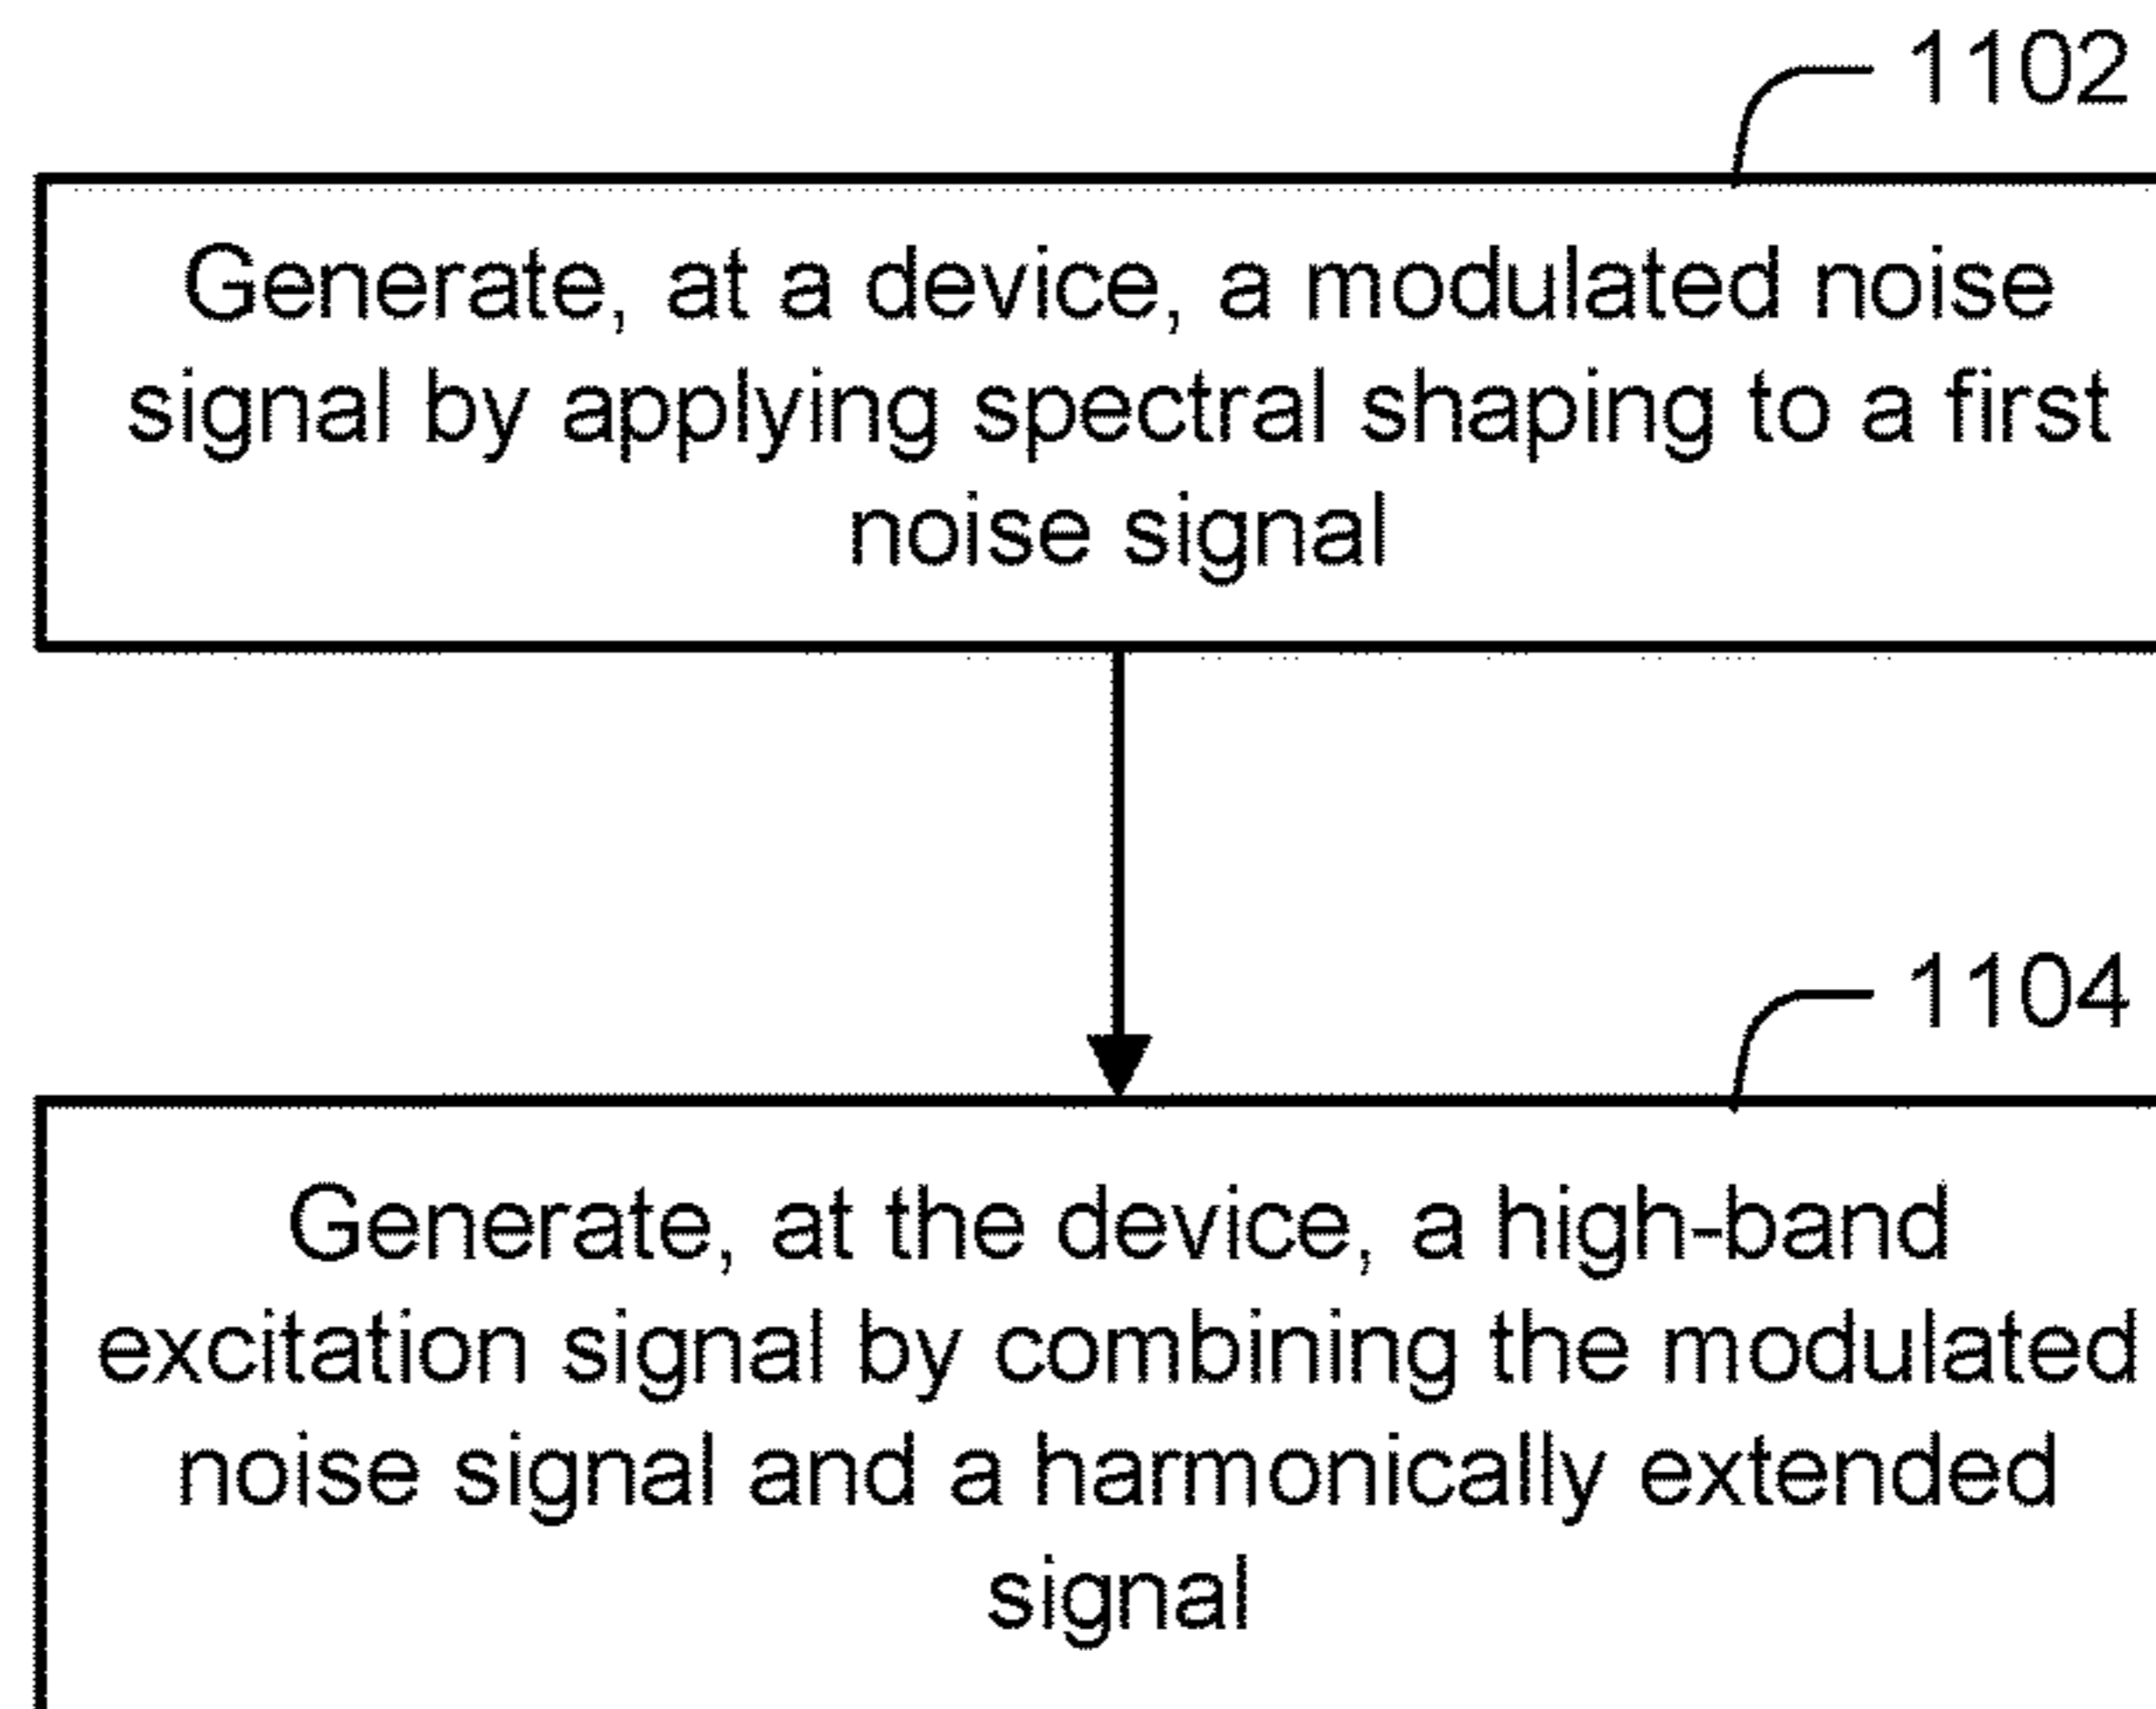 1102
Generate, at a device, a modulated noise
signal by applying spectral shaping to a first
noise signal
1104
Generate, at the device, a high-band
excitation signal by combining the modulated
noise signal and a harmonically extended
signal